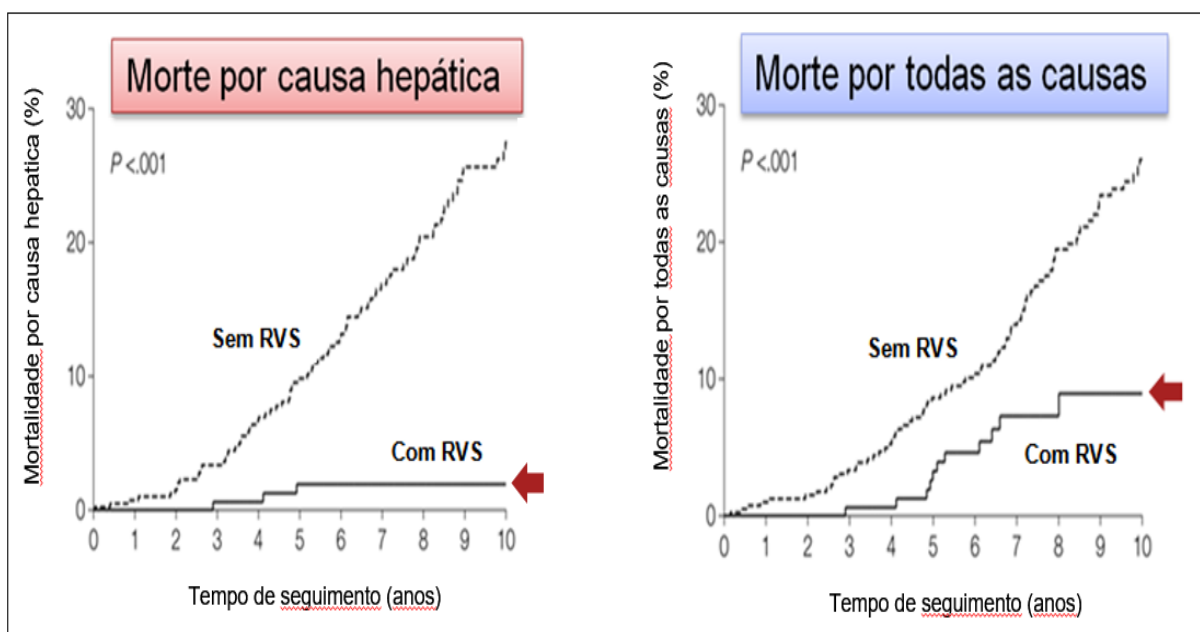 Morte por causa hepática
Mortalidade por causa hepatica (%)
30
20
10
0
P <.001
Sem RVS
Com RVS
0 1 2 3 4 5 6 7 8 9 10
Tempo de seguimento (anos)
Morte por todas as causas
Mortalidade por todas as causas (%)
30
20
10
0
P <.001
Sem RVS
Com RVS
0 1 2 3 4 5 6 7 8 9 10
Tempo de seguimento (anos)